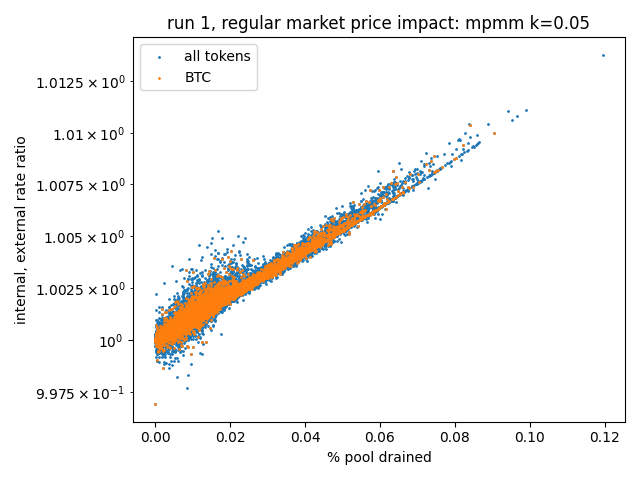 run 1, regular market price impact: mpmm k=0.05
all tokens
BTC
internal, external rate ratio
1.0125 × 10⁰
1.01 × 10⁰
1.0075 × 10⁰
1.005 × 10⁰
1.0025 × 10⁰
10⁰
9.975 × 10⁻¹
0.00 0.02 0.04 0.06 0.08 0.10 0.12
% pool drained